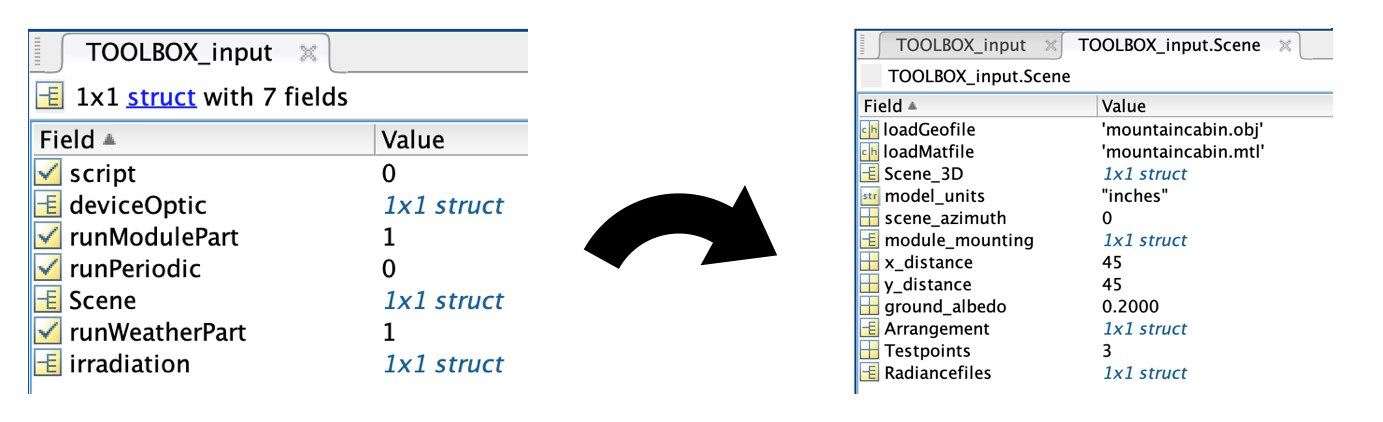 TOOLBOX_input
1x1 struct with 7 fields
Field Value
script 0
deviceOptic 1x1 struct
runModulePart 1
runPeriodic 0
Scene 1x1 struct
runWeatherPart 1
irradiation 1x1 struct
TOOLBOX_input TOOLBOX_input.Scene
TOOLBOX_input.Scene
Field Value
ch loadGeofile 'mountaincabin.obj'
ch loadMatfile 'mountaincabin.mtl'
Scene_3D 1x1 struct
str model_units "inches"
scene_azimuth 0
module_mounting 1x1 struct
x_distance 45
y_distance 45
ground_albedo 0.2000
Arrangement 1x1 struct
Testpoints 3
Radiancefiles 1x1 struct